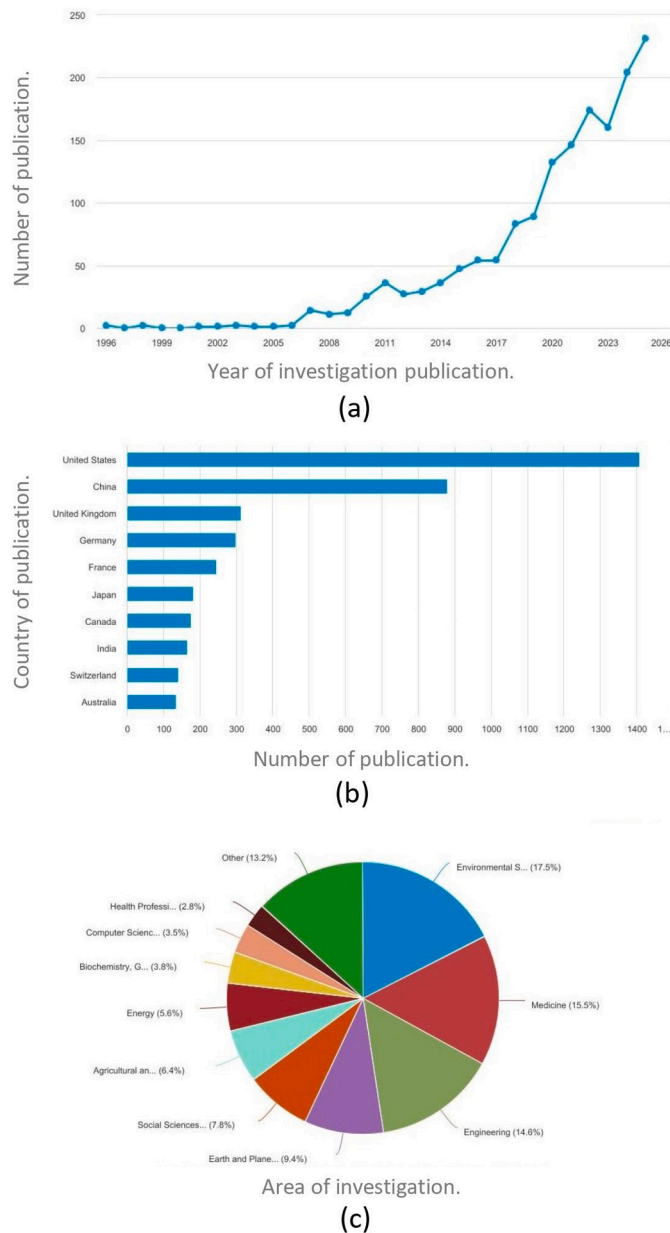 250
200
150
100
50
0
Number of publication.
1996 1999 2002 2005 2008 2011 2014 2017 2020 2023 2026
Year of investigation publication.
(a)
Country of publication.
United States
China
United Kingdom
Germany
France
Japan
Canada
India
Switzerland
Australia
0 100 200 300 400 500 600 700 800 900 1000 1100 1200 1300 1400 1...
Number of publication.
(b)
Other (13.2%)
Environmental S... (17.5%)
Health Professi... (2.8%)
Computer Scienc... (3.5%)
Biochemistry, G... (3.8%)
Medicine (15.5%)
Energy (5.6%)
Agricultural an... (6.4%)
Social Sciences... (7.8%)
Engineering (14.6%)
Earth and Plane... (9.4%)
Area of investigation.
(c)